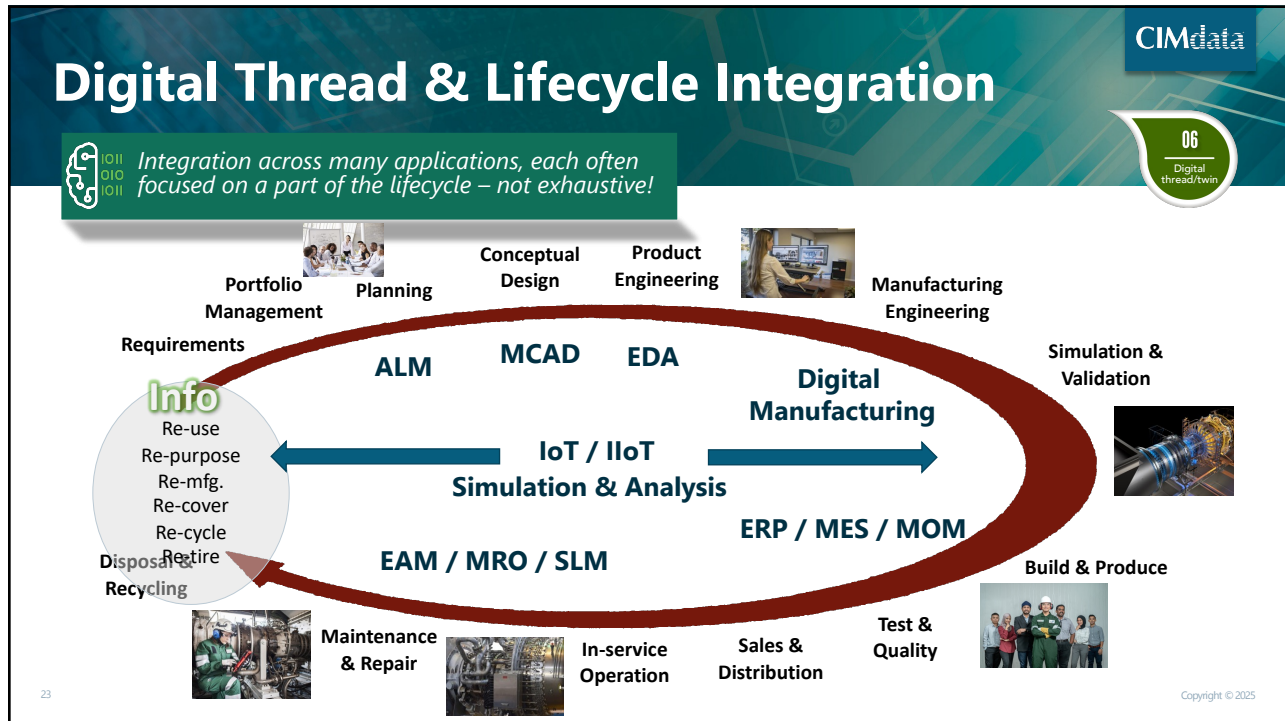 CIMdata
Digital Thread & Lifecycle Integration
06
Digital
thread/twin
IOII
OIO
IOII
Integration across many applications, each often
focused on a part of the lifecycle – not exhaustive!
Requirements
Portfolio
Management
Planning
Conceptual
Design
Product
Engineering
Manufacturing
Engineering
Simulation &
Validation
ALM
MCAD
EDA
Digital
Manufacturing
Info
Re-use
Re-purpose
Re-mfg.
Re-cover
Re-cycle
Re-tire
Disposal &
Recycling
IoT / IIoT
Simulation & Analysis
ERP / MES / MOM
EAM / MRO / SLM
Build & Produce
Test &
Quality
Sales &
Distribution
In-service
Operation
Maintenance
& Repair
23
Copyright © 2025